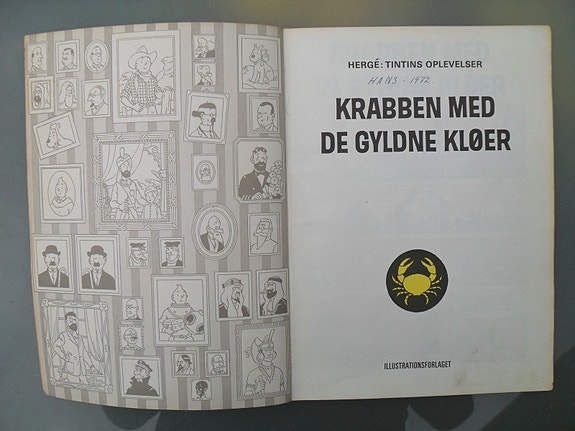 HERGÉ: TINTINS OPLEVELSER
HANS - 1972
KRABBEN MED
DE GYLDNE KLØER
ILLUSTRATIONSFORLAGET